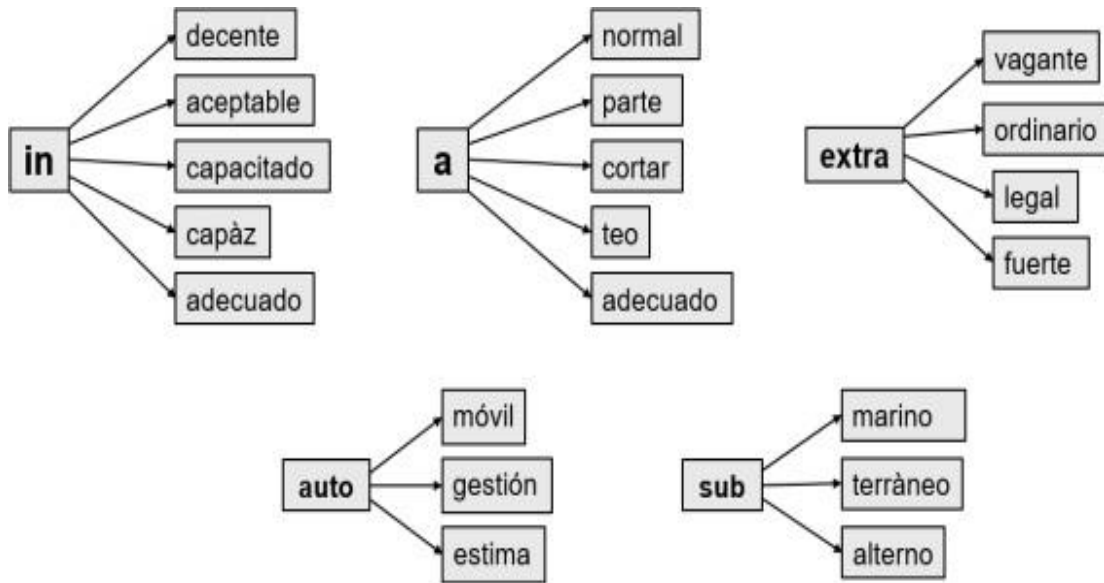 in
decente
aceptable
capacitado
capàz
adecuado
a
normal
parte
cortar
teo
adecuado
extra
vagante
ordinario
legal
fuerte
auto
móvil
gestión
estima
sub
marino
terràneo
alterno